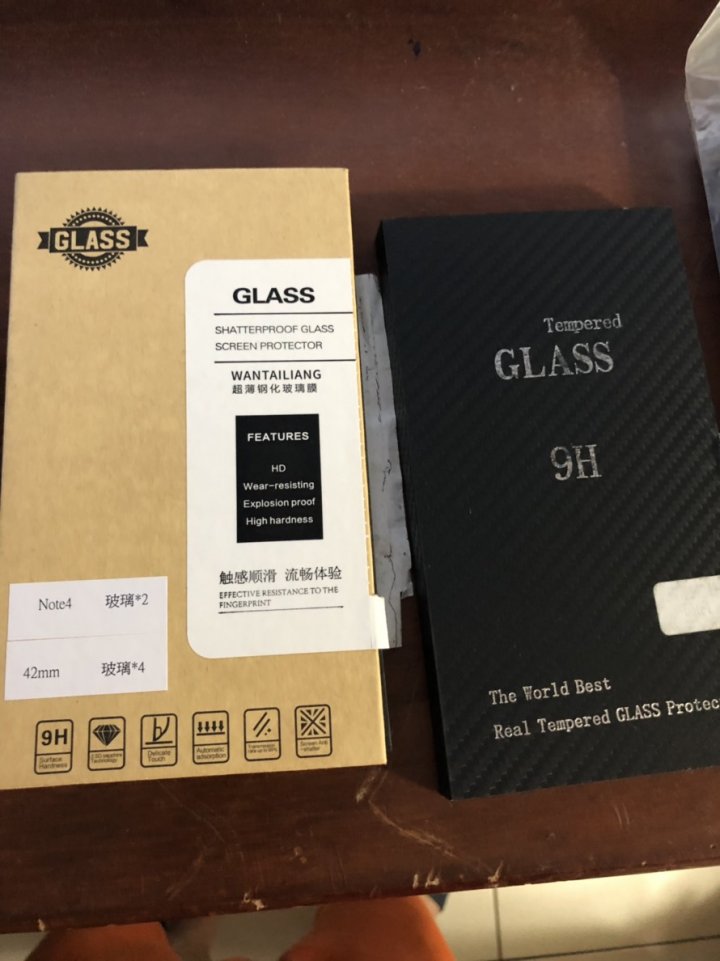 GLASS
GLASS
SHATTERPROOF GLASS
SCREEN PROTECTOR
WANTAILIANG
超薄钢化玻璃膜
FEATURES
HD
Wear-resisting
Explosion proof
High hardness
触感顺滑 流畅体验
EFFECTIVE RESISTANCE TO THE
FINGERPRINT
Note4 玻璃*2
42mm 玻璃*4
9H
Surface
Hardness
Delicate
Touch
Automatic
adsorption
Screen Anti
-shatter
Tempered
GLASS
9H
The World Best
Real Tempered GLASS Protec